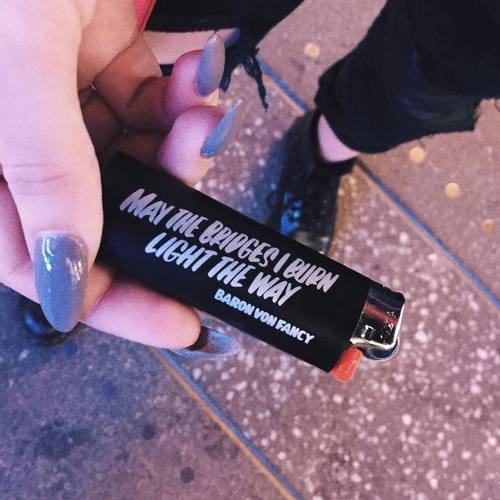 MAY THE BRIDGES I BURN
LIGHT THE WAY
BARON VON FANCY